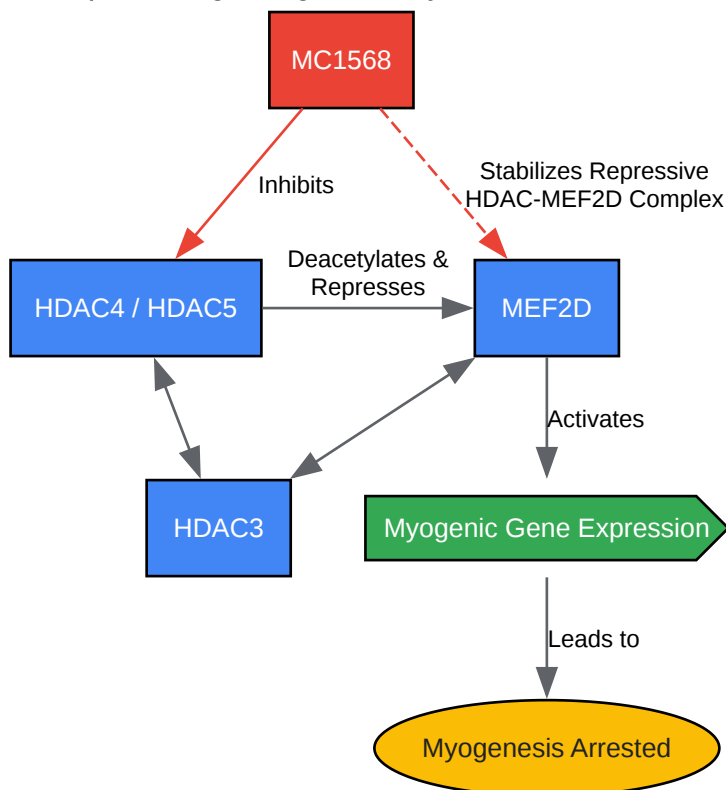 MC1568
Inhibits
Stabilizes Repressive
HDAC-MEF2D Complex
Deacetylates &
Represses
HDAC4 / HDAC5
MEF2D
Activates
HDAC3
Myogenic Gene Expression
Leads to
Myogenesis Arrested